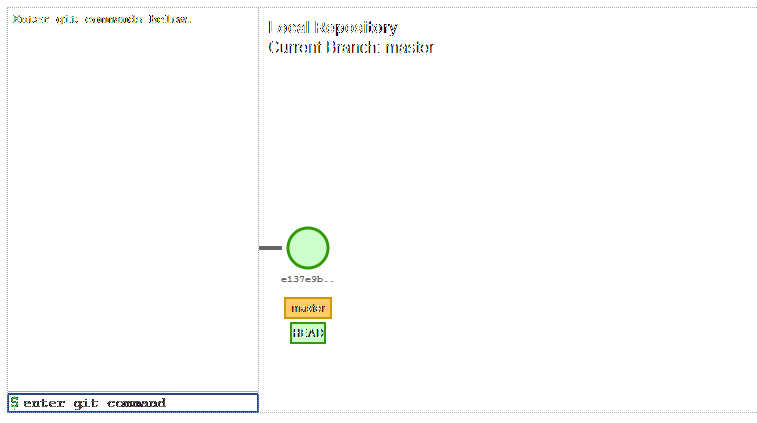 Enter git commands below.
Local Repository
Current Branch: master
e137e9b..
master
HEAD
$ enter git command